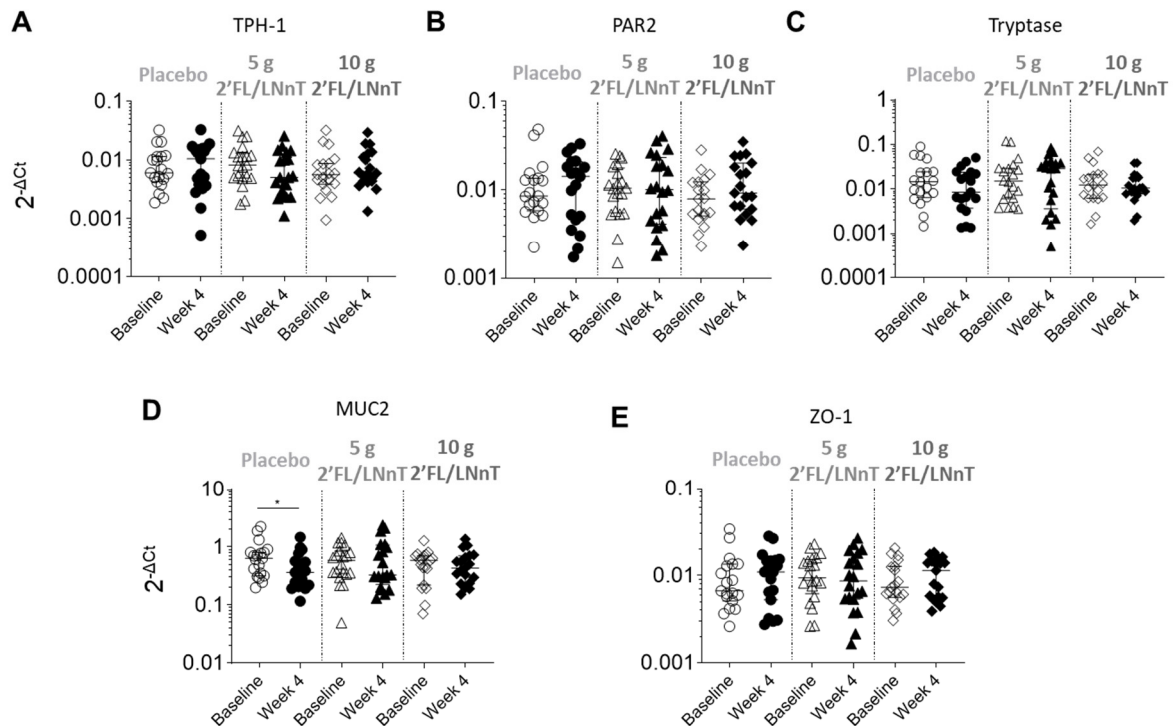 A
TPH-1
Placebo
5 g
2'FL/LNnT
10 g
2'FL/LNnT
2-ΔCt
0.1
0.01
0.001
0.0001
Baseline
Week 4
Baseline
Week 4
Baseline
Week 4
B
PAR2
Placebo
5 g
2'FL/LNnT
10 g
2'FL/LNnT
0.1
0.01
0.001
Baseline
Week 4
Baseline
Week 4
Baseline
Week 4
C
Tryptase
Placebo
5 g
2'FL/LNnT
10 g
2'FL/LNnT
1
0.1
0.01
0.001
0.0001
Baseline
Week 4
Baseline
Week 4
Baseline
Week 4
D
MUC2
Placebo
5 g
2'FL/LNnT
10 g
2'FL/LNnT
2-ΔCt
10
1
0.1
0.01
*
Baseline
Week 4
Baseline
Week 4
Baseline
Week 4
E
ZO-1
Placebo
5 g
2'FL/LNnT
10 g
2'FL/LNnT
0.1
0.01
0.001
Baseline
Week 4
Baseline
Week 4
Baseline
Week 4